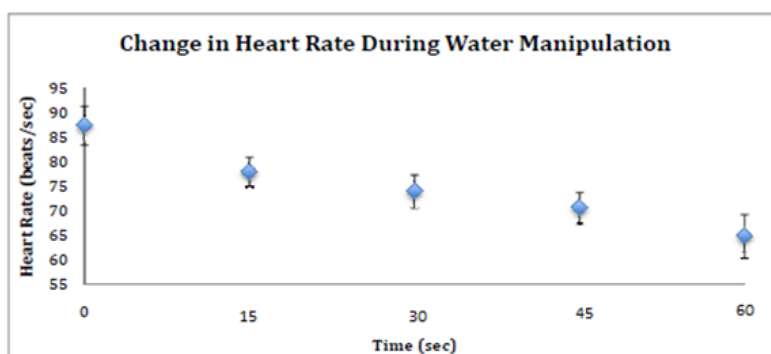 Change in Heart Rate During Water Manipulation
Heart Rate (beats/sec)
95
90
85
80
75
70
65
60
55
0 15 30 45 60
Time (sec)